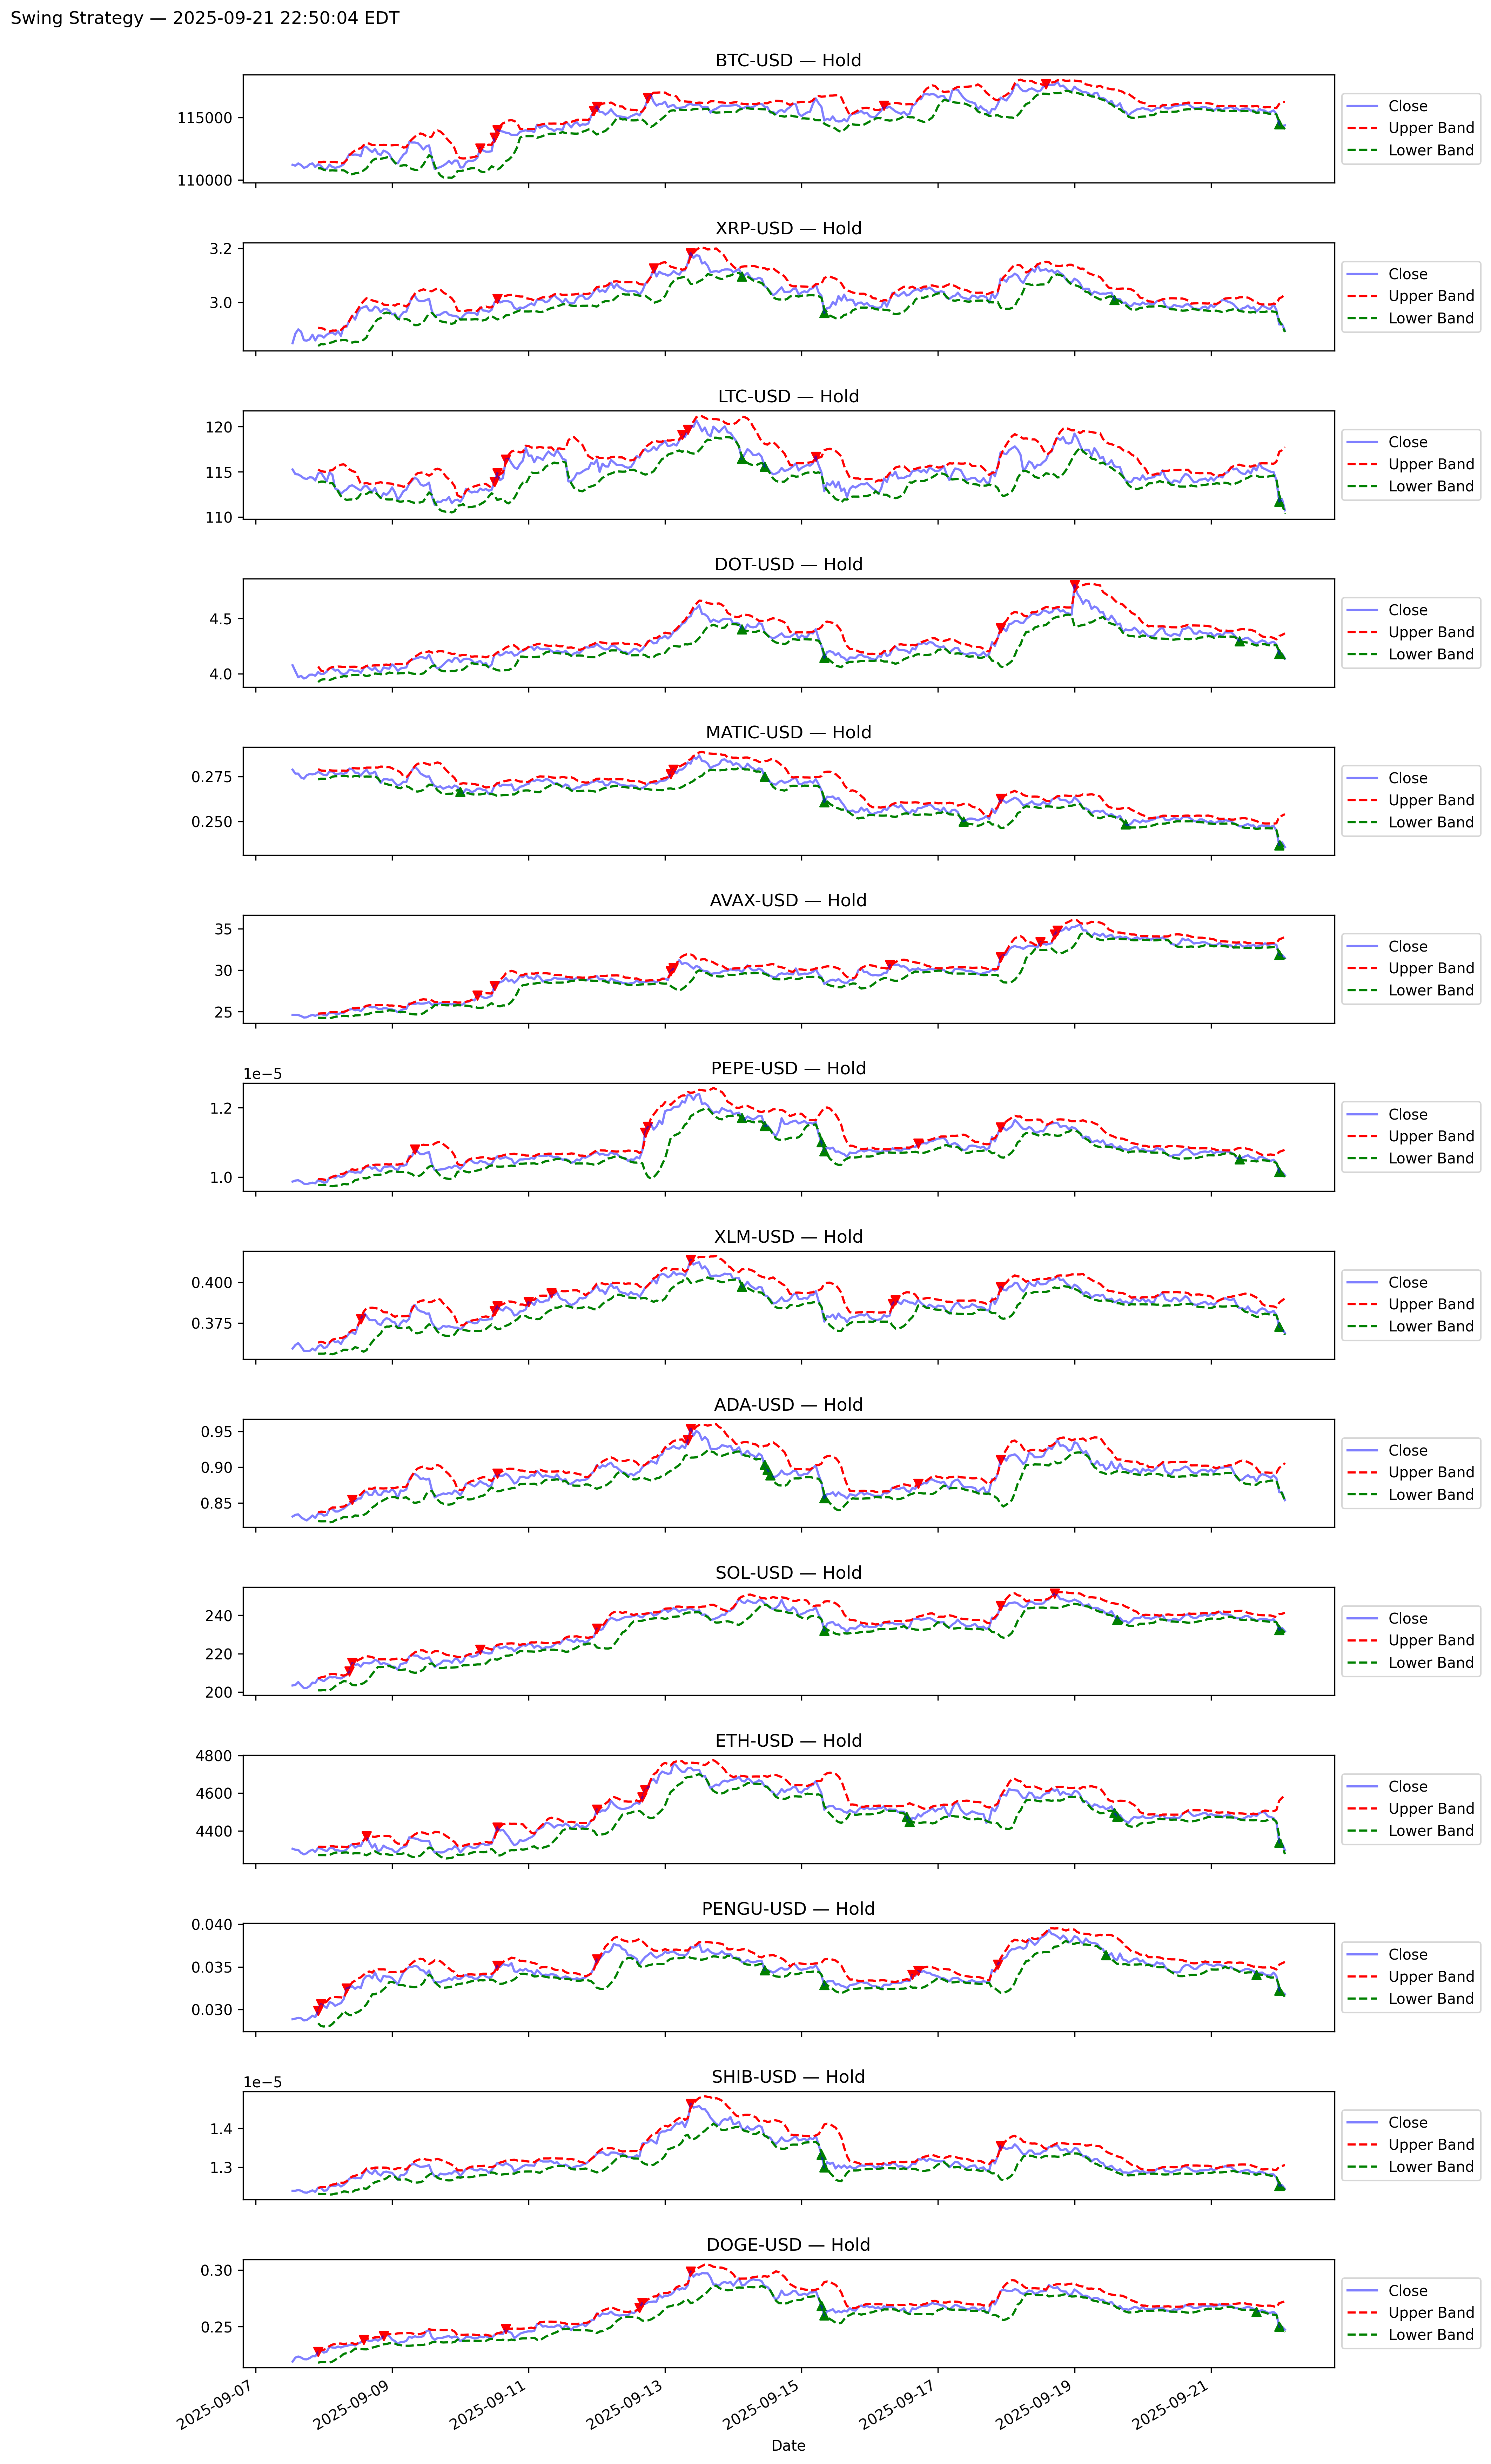 Swing Strategy — 2025-09-21 22:50:04 EDT
BTC-USD — Hold
115000
110000
Close
Upper Band
Lower Band
XRP-USD — Hold
3.2
3.0
Close
Upper Band
Lower Band
LTC-USD — Hold
120
115
110
Close
Upper Band
Lower Band
DOT-USD — Hold
4.5
4.0
Close
Upper Band
Lower Band
MATIC-USD — Hold
0.275
0.250
Close
Upper Band
Lower Band
AVAX-USD — Hold
35
30
25
Close
Upper Band
Lower Band
1e−5
PEPE-USD — Hold
1.2
1.0
Close
Upper Band
Lower Band
XLM-USD — Hold
0.400
0.375
Close
Upper Band
Lower Band
ADA-USD — Hold
0.95
0.90
0.85
Close
Upper Band
Lower Band
SOL-USD — Hold
240
220
200
Close
Upper Band
Lower Band
ETH-USD — Hold
4800
4600
4400
Close
Upper Band
Lower Band
PENGU-USD — Hold
0.040
0.035
0.030
Close
Upper Band
Lower Band
1e−5
SHIB-USD — Hold
1.4
1.3
Close
Upper Band
Lower Band
DOGE-USD — Hold
0.30
0.25
Close
Upper Band
Lower Band
2025-09-07
2025-09-09
2025-09-11
2025-09-13
2025-09-15
2025-09-17
2025-09-19
2025-09-21
Date